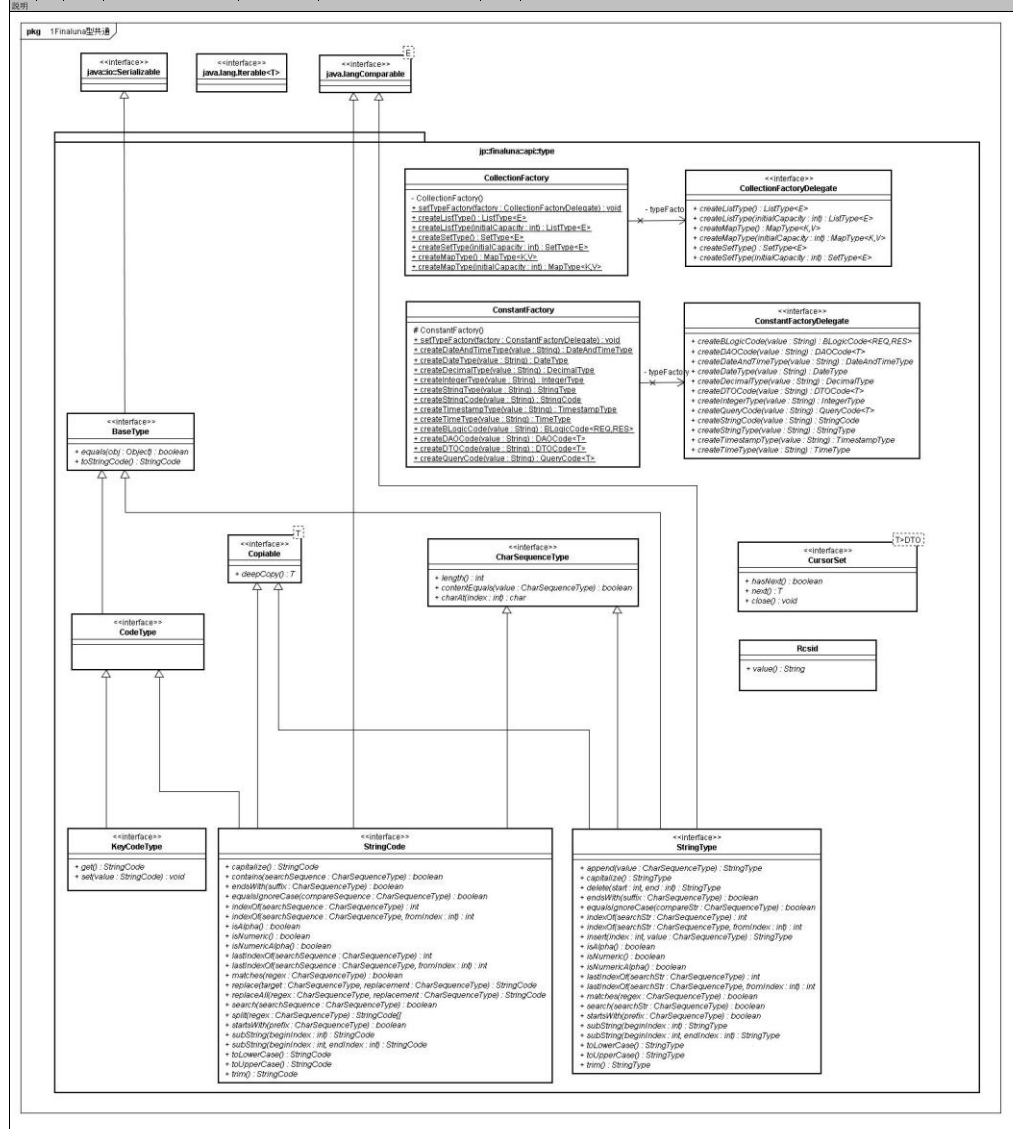 説明
pkg 1Finaluna型共通
<<interface>>
java::io::Serializable
<<interface>>
java.lang.Iterable<T>
E
<<interface>>
java.langComparable
jp::finaluna::api::type
CollectionFactory
- CollectionFactory()
+ setTypeFactory(factory : CollectionFactoryDelegate) : void
+ createListType() : ListType<E>
+ createListType(initialCapacity : int) : ListType<E>
+ createSetType() : SetType<E>
+ createSetType(initialCapacity : int) : SetType<E>
+ createMapType() : MapType<K,V>
+ createMapType(initialCapacity : int) : MapType<K,V>
- typeFacto
<<interface>>
CollectionFactoryDelegate
+ createListType() : ListType<E>
+ createListType(initialCapacity : int) : ListType<E>
+ createMapType() : MapType<K,V>
+ createMapType(initialCapacity : int) : MapType<K,V>
+ createSetType() : SetType<E>
+ createSetType(initialCapacity : int) : SetType<E>
ConstantFactory
# ConstantFactory()
+ setTypeFactory(factory : ConstantFactoryDelegate) : void
+ createDateAndTimeType(value : String) : DateAndTimeType
+ createDateType(value : String) : DateType
+ createDecimalType(value : String) : DecimalType
+ createIntegerType(value : String) : IntegerType
+ createStringType(value : String) : StringType
+ createStringCode(value : String) : StringCode
+ createTimestampType(value : String) : TimestampType
+ createTimeType(value : String) : TimeType
+ createBLogicCode(value : String) : BLogicCode<REQ,RES>
+ createDAOCode(value : String) : DAOCode<T>
+ createDTOCode(value : String) : DTOCode<T>
+ createQueryCode(value : String) : QueryCode<T>
- typeFactory
<<interface>>
ConstantFactoryDelegate
+ createBLogicCode(value : String) : BLogicCode<REQ,RES>
+ createDAOCode(value : String) : DAOCode<T>
+ createDateAndTimeType(value : String) : DateAndTimeType
+ createDateType(value : String) : DateType
+ createDecimalType(value : String) : DecimalType
+ createDTOCode(value : String) : DTOCode<T>
+ createIntegerType(value : String) : IntegerType
+ createQueryCode(value : String) : QueryCode<T>
+ createStringCode(value : String) : StringCode
+ createStringType(value : String) : StringType
+ createTimestampType(value : String) : TimestampType
+ createTimeType(value : String) : TimeType
<<interface>>
BaseType
+ equals(obj : Object) : boolean
+ toStringCode() : StringCode
T
<<interface>>
Copiable
+ deepCopy() : T
<<interface>>
CharSequenceType
+ length() : int
+ contentEquals(value : CharSequenceType) : boolean
+ charAt(index : int) : char
T>DTO
<<interface>>
CursorSet
+ hasNext() : boolean
+ next() : T
+ close() : void
<<interface>>
CodeType
Rcsid
+ value() : String
<<interface>>
KeyCodeType
+ get() : StringCode
+ set(value : StringCode) : void
<<interface>>
StringCode
+ capitalize() : StringCode
+ contains(searchSequence : CharSequenceType) : boolean
+ endsWith(suffix : CharSequenceType) : boolean
+ equalsIgnoreCase(compareSequence : CharSequenceType) : boolean
+ indexOf(searchSequence : CharSequenceType) : int
+ indexOf(searchSequence : CharSequenceType, fromIndex : int) : int
+ isAlpha() : boolean
+ isNumeric() : boolean
+ isNumericAlpha() : boolean
+ lastIndexOf(searchSequence : CharSequenceType) : int
+ lastIndexOf(searchSequence : CharSequenceType, fromIndex : int) : int
+ matches(regex : CharSequenceType) : boolean
+ replace(target : CharSequenceType, replacement : CharSequenceType) : StringCode
+ replaceAll(regex : CharSequenceType, replacement : CharSequenceType) : StringCode
+ search(searchSequence : CharSequenceType) : boolean
+ split(regex : CharSequenceType) : StringCode[]
+ startsWith(prefix : CharSequenceType) : boolean
+ subString(beginIndex : int) : StringCode
+ subString(beginIndex : int, endIndex : int) : StringCode
+ toLowerCase() : StringCode
+ toUpperCase() : StringCode
+ trim() : StringCode
<<interface>>
StringType
+ append(value : CharSequenceType) : StringType
+ capitalize() : StringType
+ delete(start : int, end : int) : StringType
+ endsWith(suffix : CharSequenceType) : boolean
+ equalsIgnoreCase(compareStr : CharSequenceType) : boolean
+ indexOf(searchStr : CharSequenceType) : int
+ indexOf(searchStr : CharSequenceType, fromIndex : int) : int
+ insert(index : int, value : CharSequenceType) : StringType
+ isAlpha() : boolean
+ isNumeric() : boolean
+ isNumericAlpha() : boolean
+ lastIndexOf(searchStr : CharSequenceType) : int
+ lastIndexOf(searchStr : CharSequenceType, fromIndex : int) : int
+ matches(regex : CharSequenceType) : boolean
+ search(searchStr : CharSequenceType) : boolean
+ startsWith(prefix : CharSequenceType) : boolean
+ subString(beginIndex : int) : StringType
+ subString(beginIndex : int, endIndex : int) : StringType
+ toLowerCase() : StringType
+ toUpperCase() : StringType
+ trim() : StringType